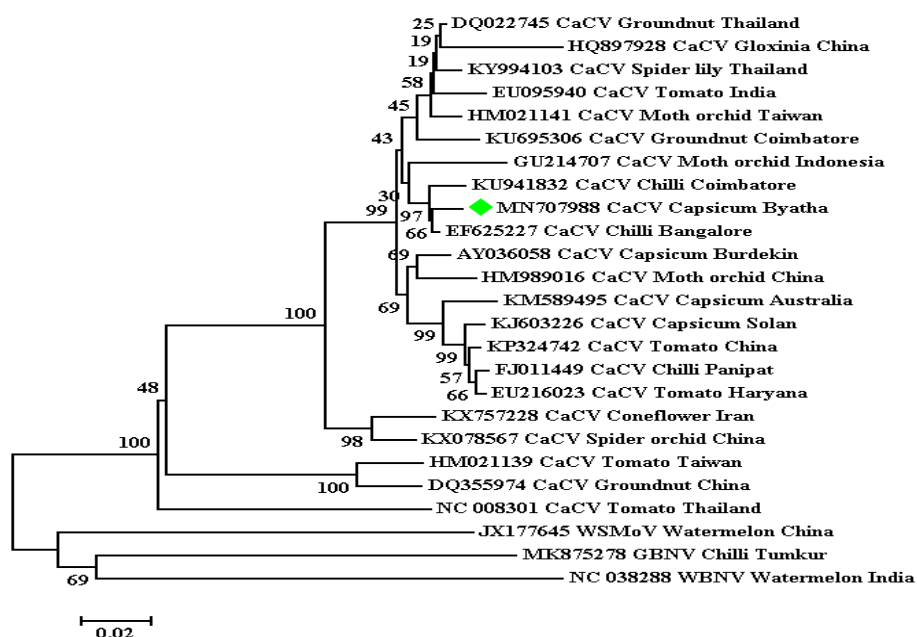 25
DQ022745 CaCV Groundnut Thailand
19
HQ897928 CaCV Gloxinia China
19
KY994103 CaCV Spider lily Thailand
58
EU095940 CaCV Tomato India
45
HM021141 CaCV Moth orchid Taiwan
43
KU695306 CaCV Groundnut Coimbatore
GU214707 CaCV Moth orchid Indonesia
30
KU941832 CaCV Chilli Coimbatore
99
97
MN707988 CaCV Capsicum Byatha
66
EF625227 CaCV Chilli Bangalore
69
AY036058 CaCV Capsicum Burdekin
HM989016 CaCV Moth orchid China
69
KM589495 CaCV Capsicum Australia
100
99
KJ603226 CaCV Capsicum Solan
99
KP324742 CaCV Tomato China
57
FJ011449 CaCV Chilli Panipat
48
66
EU216023 CaCV Tomato Haryana
KX757228 CaCV Coneflower Iran
100
98
KX078567 CaCV Spider orchid China
HM021139 CaCV Tomato Taiwan
100
DQ355974 CaCV Groundnut China
NC 008301 CaCV Tomato Thailand
JX177645 WSMoV Watermelon China
MK875278 GBNV Chilli Tumkur
69
NC 038288 WBNV Watermelon India
0.02